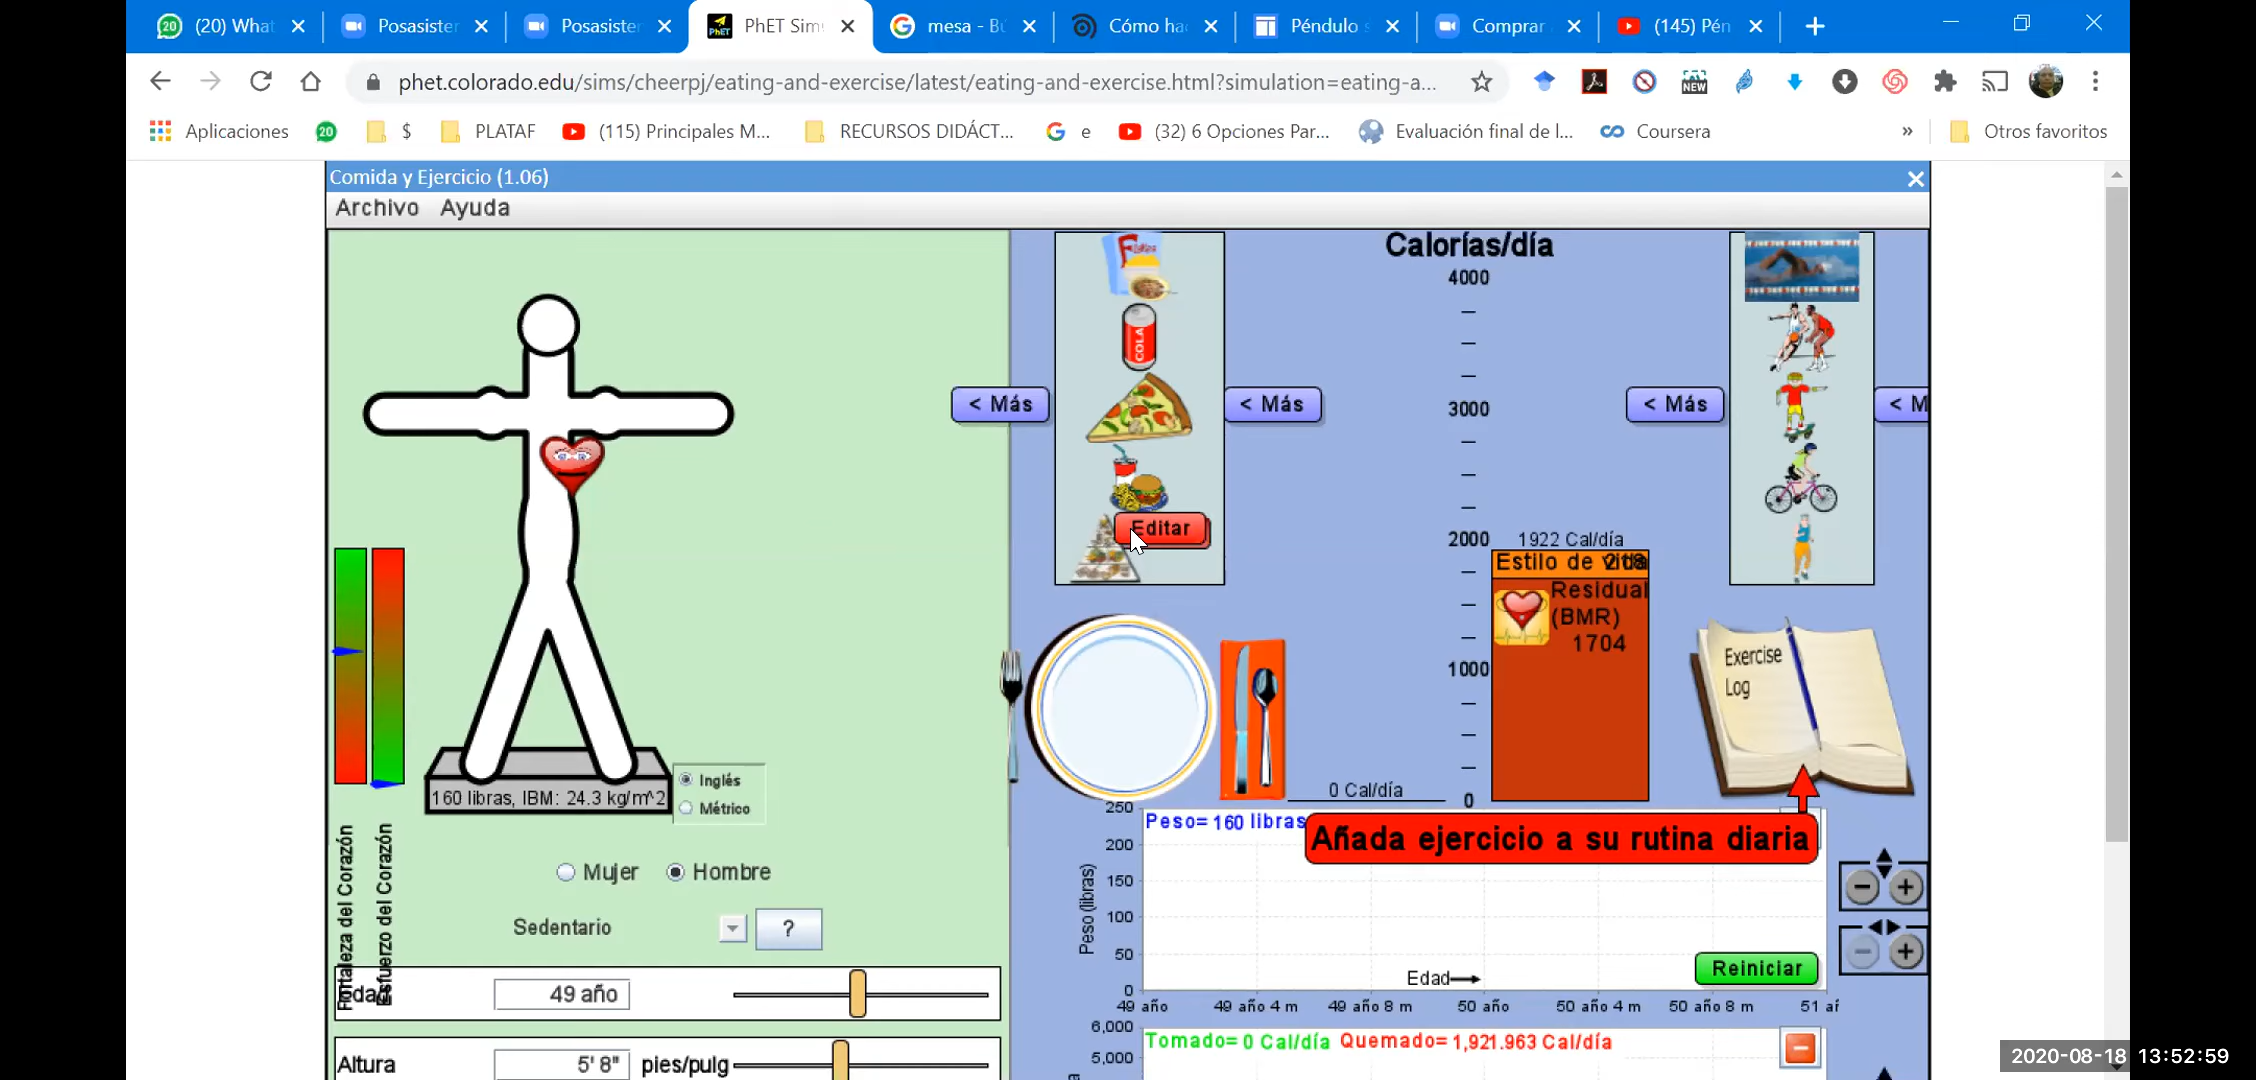 (20) What
Posasister
Posasister
PhET Sim
mesa - Bú
Cómo ha
Péndulo s
Comprar
(145) Pén
phet.colorado.edu/sims/cheerpj/eating-and-exercise/latest/eating-and-exercise.html?simulation=eating-a...
Aplicaciones
20
$
PLATAF
(115) Principales M...
RECURSOS DIDÁCT...
e
(32) 6 Opciones Par...
Evaluación final de l...
Coursera
»
Otros favoritos
Comida y Ejercicio (1.06)
Archivo Ayuda
COLA
< Más
< Más
Editar
Calorías/día
4000
3000
2000
1000
0
1922 Cal/día
Estilo de vida
Residual
(BMR)
1704
0 Cal/día
< Más
< M
Exercise
Log
Añada ejercicio a su rutina diaria
160 libras, IBM: 24.3 kg/m^2
Inglés
Métrico
Fortaleza del Corazón
Esfuerzo del Corazón
Mujer Hombre
Sedentario
?
Edad 49 año
Altura 5' 8" pies/pulg
Peso= 160 libras
Peso (libras)
250
200
150
100
50
0
Edad
Reiniciar
49 año 49 año 4 m 49 año 8 m 50 año 50 año 4 m 50 año 8 m 51 añ
Tomado= 0 Cal/día Quemado= 1,921.963 Cal/día
6,000
5,000
2020-08-18 13:52:59